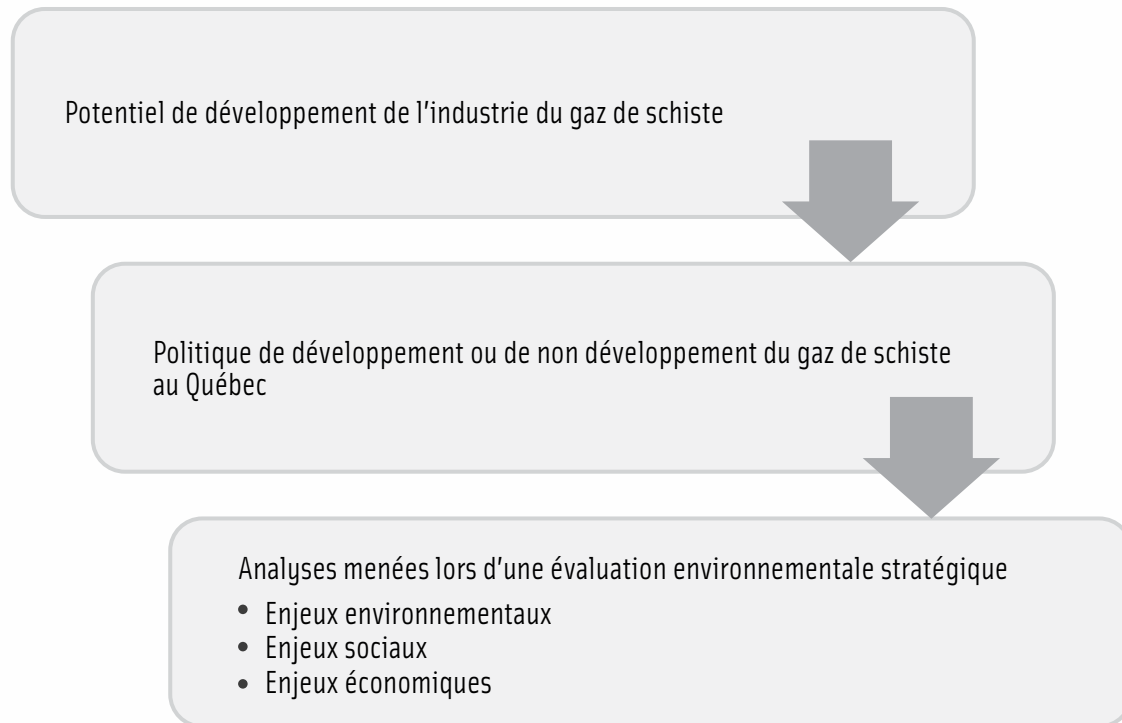 Potentiel de développement de l'industrie du gaz de schiste
Politique de développement ou de non développement du gaz de schiste
au Québec
Analyses menées lors d'une évaluation environnementale stratégique
• Enjeux environnementaux
• Enjeux sociaux
• Enjeux économiques